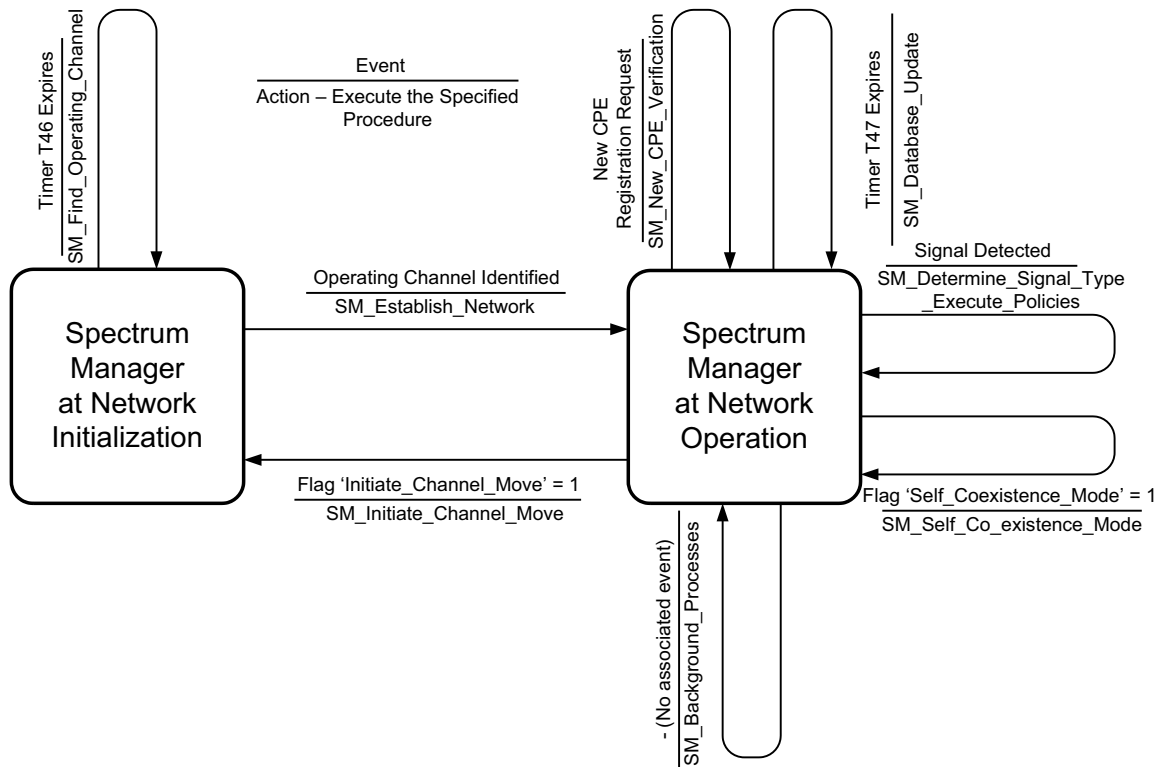 Timer T46 Expires
SM_Find_Operating_Channel
Event
Action – Execute the Specified
Procedure
New CPE
Registration Request
SM_New_CPE_Verification
Timer T47 Expires
SM_Database_Update
Signal Detected
SM_Determine_Signal_Type
_Execute_Policies
Operating Channel Identified
SM_Establish_Network
Spectrum
Manager
at Network
Initialization
Spectrum
Manager
at Network
Operation
Flag ‘Initiate_Channel_Move’ = 1
SM_Initiate_Channel_Move
Flag ‘Self_Coexistence_Mode’ = 1
SM_Self_Co_existence_Mode
- (No associated event)
SM_Background_Processes